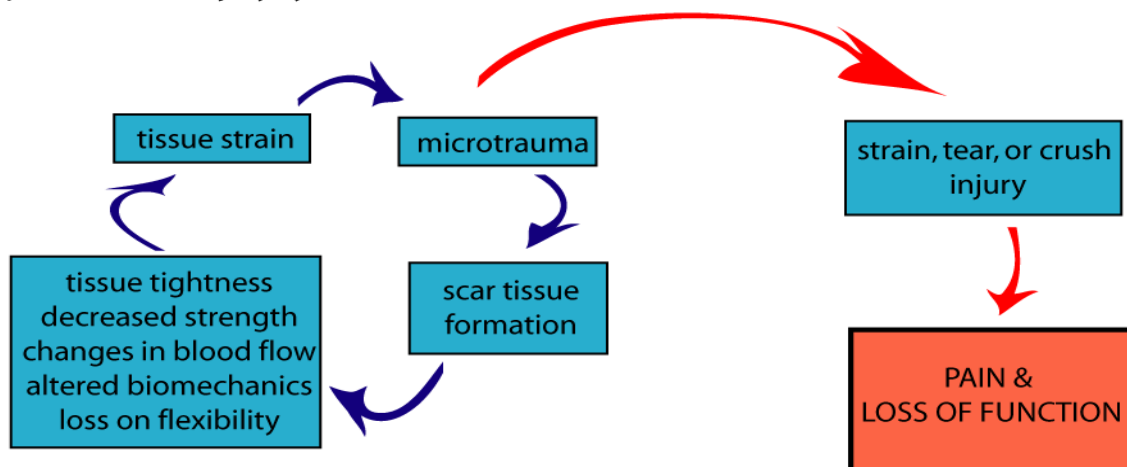 tissue strain
microtrauma
strain, tear, or crush
injury
tissue tightness
decreased strength
changes in blood flow
altered biomechanics
loss on flexibility
scar tissue
formation
PAIN &
LOSS OF FUNCTION